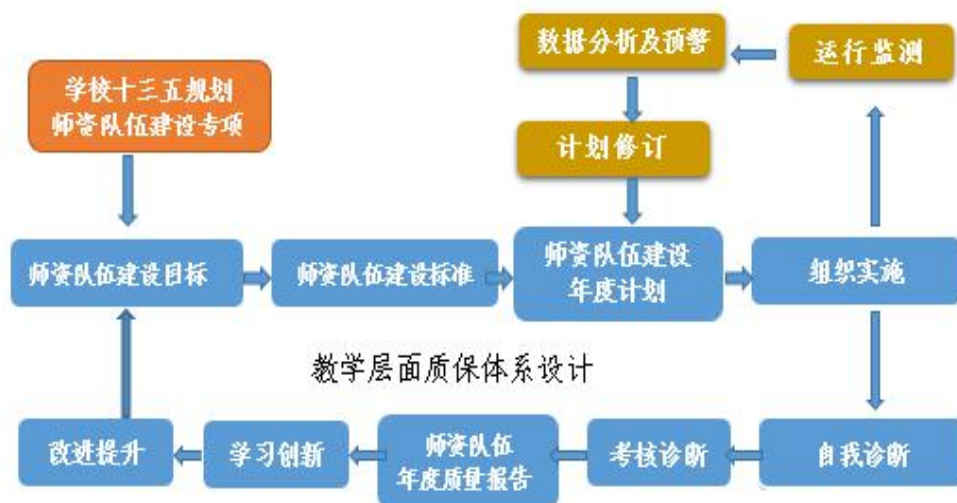 数据分析及预警
运行监测
学校十三五规划
师资队伍建设专项
计划修订
师资队伍建设目标
师资队伍建设标准
师资队伍建设
年度计划
组织实施
教学层面质保体系设计
改进提升
学习创新
师资队伍
年度质量报告
考核诊断
自我诊断